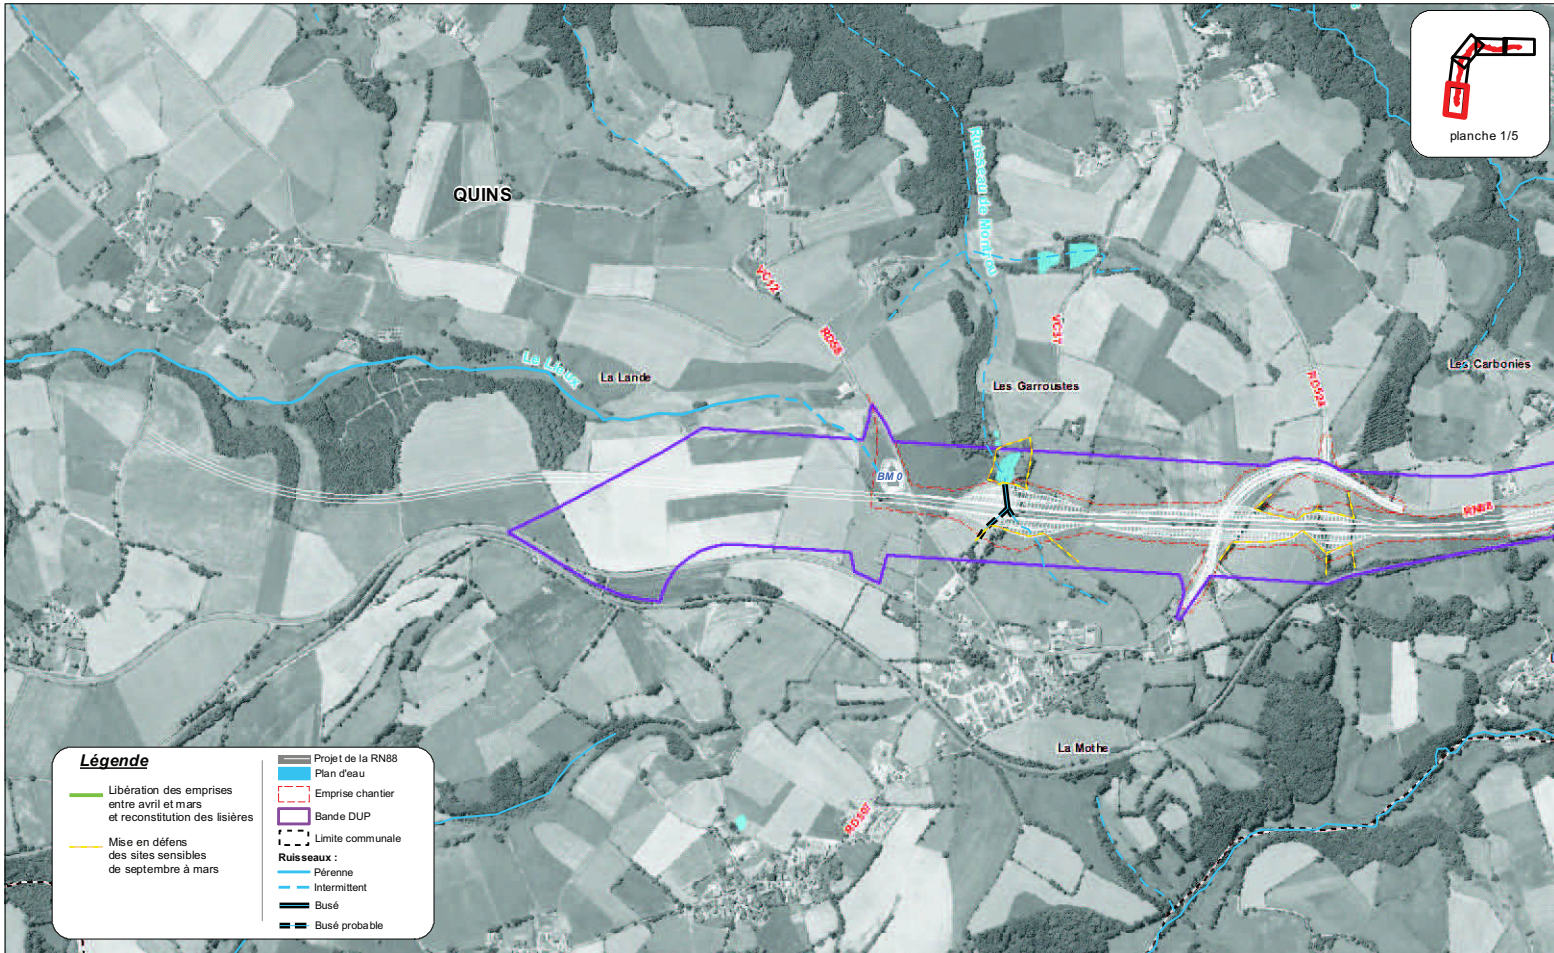 planche 1/5
QUINS
Ruisseau de
VC12
RD58
VC17
Le Lieux
La Lande
Les Garroustes
Les Carbonies
RD524
BM 0
RN88
La Mothe
RD507
Légende
Libération des emprises
entre avril et mars
et reconstitution des lisières
Mise en défens
des sites sensibles
de septembre à mars
Projet de la RN88
Plan d'eau
Emprise chantier
Bande DUP
Limite communale
Ruisseaux :
Pérenne
Intermittent
Busé
Busé probable